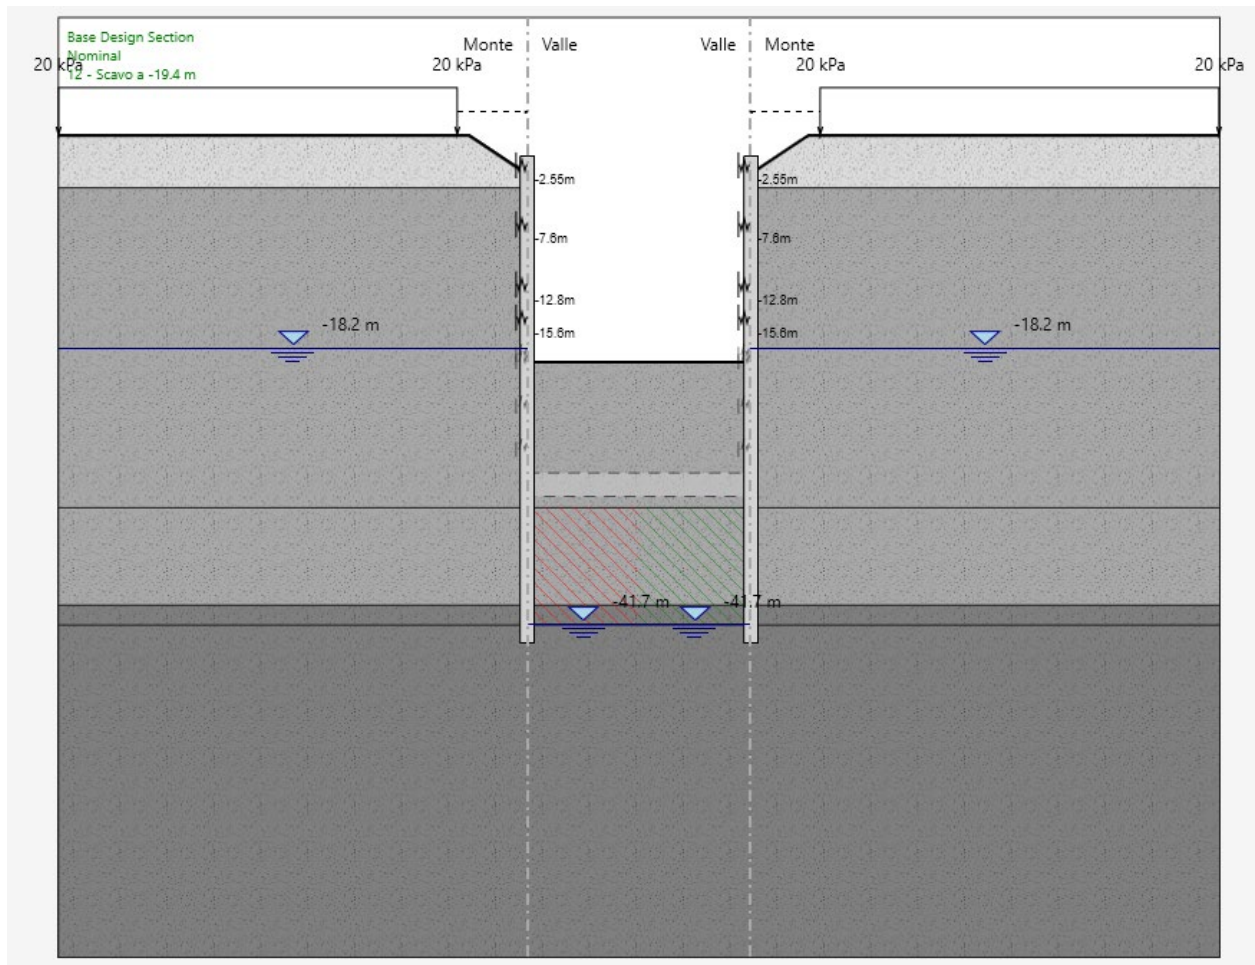 Base Design Section
Nominal
12 - Scavo a -19.4 m
Monte
Valle
Valle
Monte
20 kPa
20 kPa
20 kPa
20 kPa
-2.55m
-2.55m
-7.6m
-7.6m
-12.8m
-12.8m
-15.6m
-15.6m
-18.2 m
-18.2 m
-41.7 m
-41.7 m